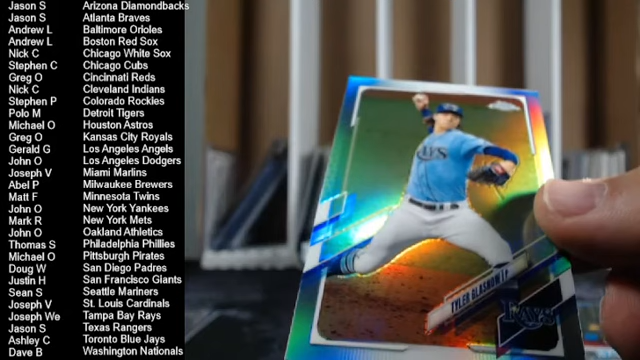 Jason S Arizona Diamondbacks
Jason S Atlanta Braves
Andrew L Baltimore Orioles
Andrew L Boston Red Sox
Nick C Chicago White Sox
Stephen C Chicago Cubs
Greg O Cincinnati Reds
Nick C Cleveland Indians
Stephen P Colorado Rockies
Polo M Detroit Tigers
Michael O Houston Astros
Greg O Kansas City Royals
Gerald G Los Angeles Angels
John O Los Angeles Dodgers
Joseph V Miami Marlins
Abel P Milwaukee Brewers
Matt F Minnesota Twins
John O New York Yankees
Mark R New York Mets
John O Oakland Athletics
Thomas S Philadelphia Phillies
Michael O Pittsburgh Pirates
Doug W San Diego Padres
Justin H San Francisco Giants
Sean S Seattle Mariners
Joseph V St. Louis Cardinals
Joseph We Tampa Bay Rays
Jason S Texas Rangers
Ashley C Toronto Blue Jays
Dave B Washington Nationals
RAYS
TYLER GLASNOW
RAYS